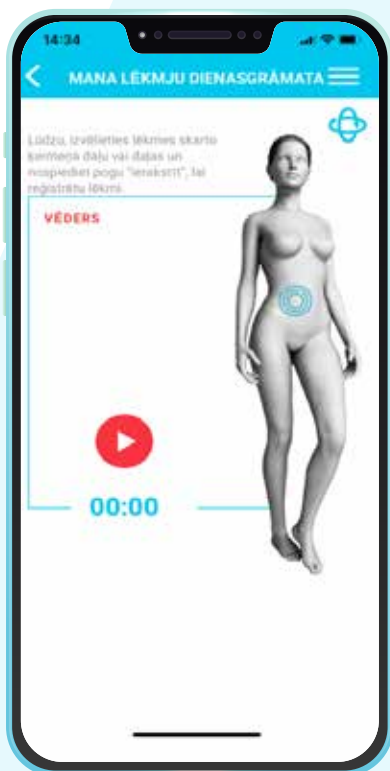 14:34
MANA LĒKMJU DIENASGRĀMATA
Lūdzu, izvēlieties lēkmes skarto
ķermeņa daļu vai daļas un
nospiediet pogu "ierakstīt", lai
reģistrētu lēkmi.
VĒDERS
00:00